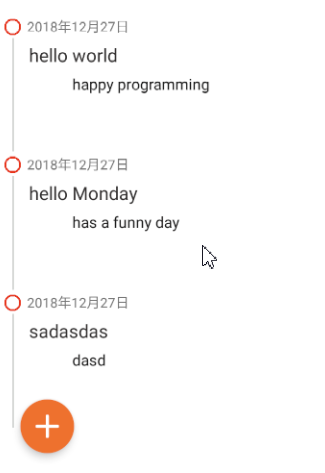 2018年12月27日
hello world
happy programming
2018年12月27日
hello Monday
has a funny day
2018年12月27日
sadasdas
dasd